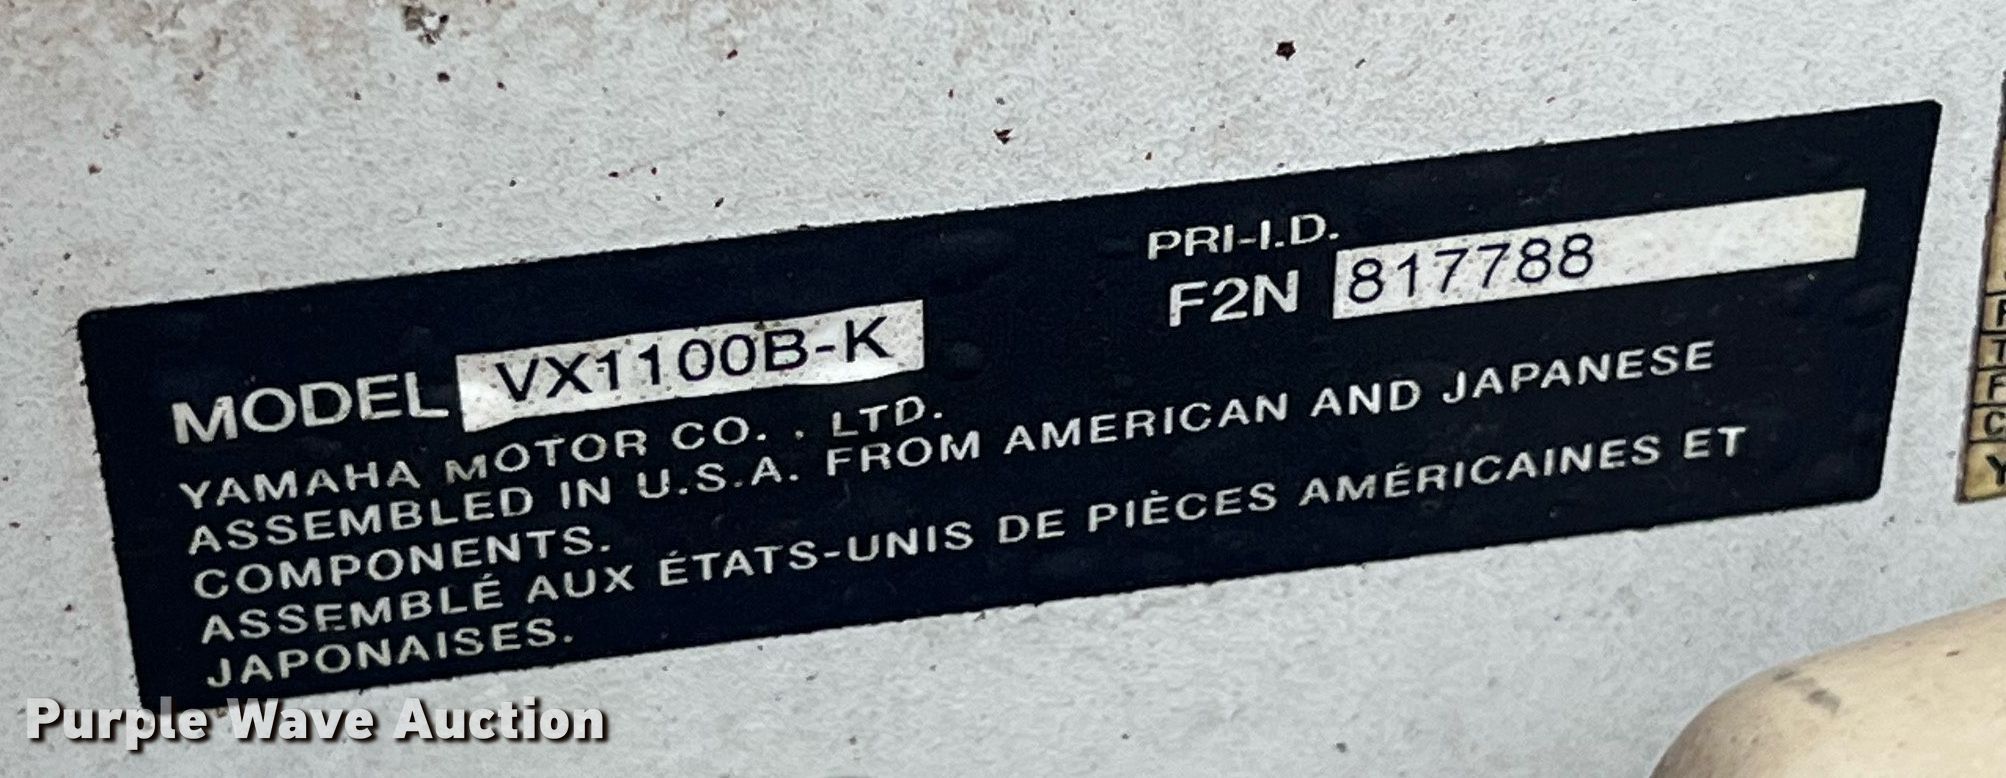 PRI-I.D.
MODEL VX1100B-K F2N 817788
YAMAHA MOTOR CO. . LTD.
ASSEMBLED IN U.S.A. FROM AMERICAN AND JAPANESE
COMPONENTS.
ASSEMBLÉ AUX ÉTATS-UNIS DE PIÈCES AMÉRICAINES ET
JAPONAISES.
Purple Wave Auction